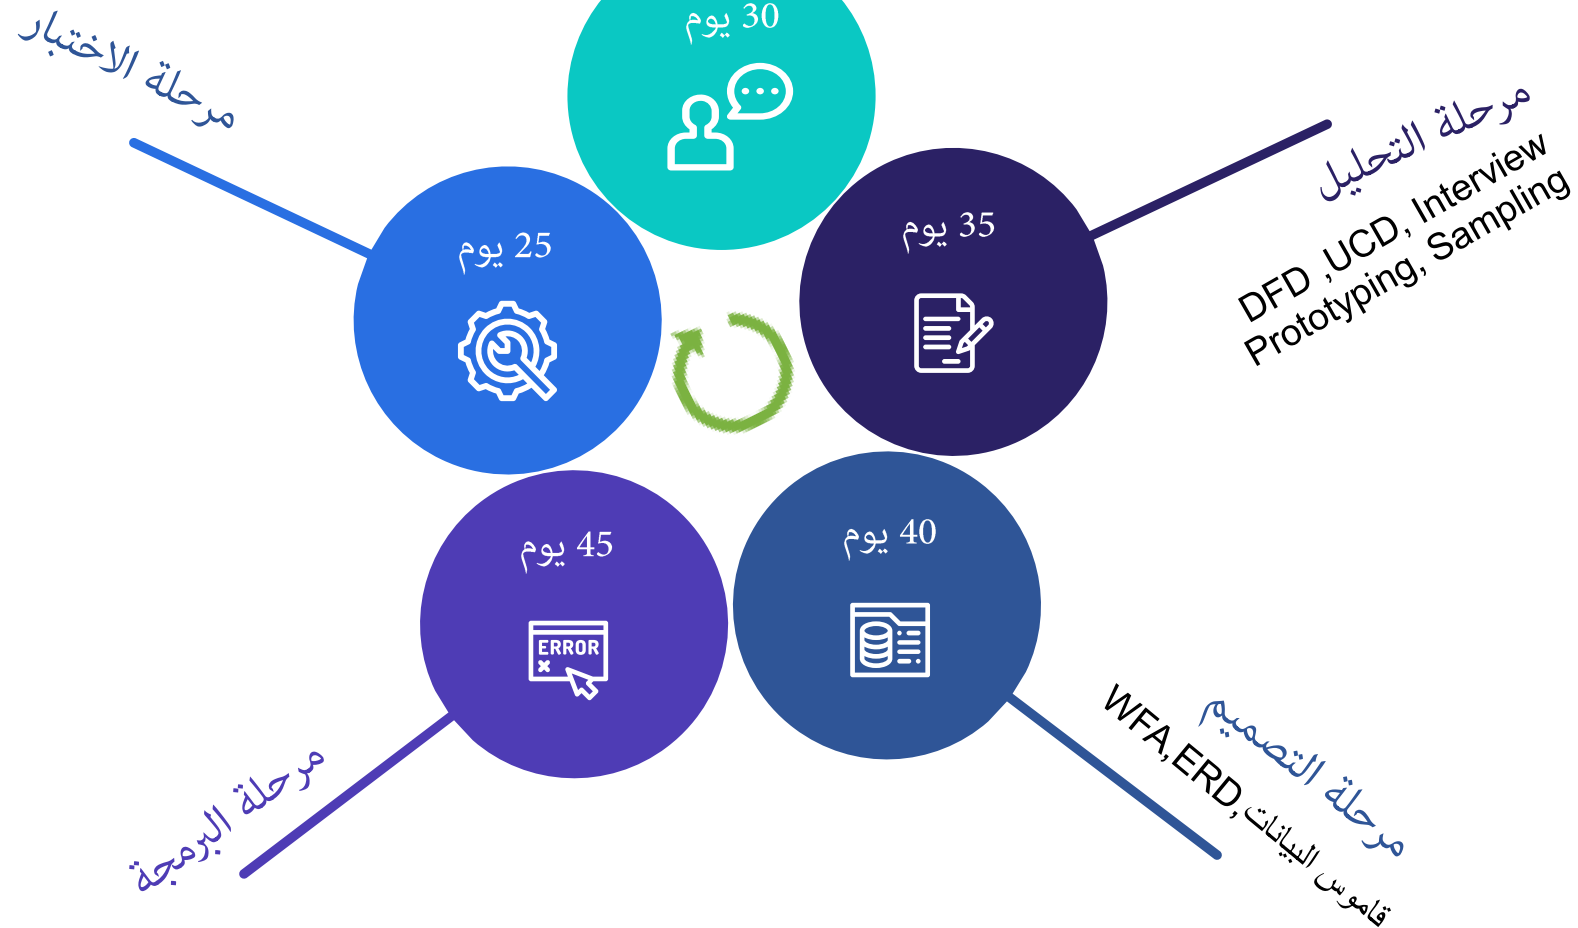 30 يوم
مرحلة الاختبار
مرحلة التحليل
DFD ,UCD, Interview
Prototyping, Sampling
35 يوم
25 يوم
40 يوم
45 يوم
ERROR
مرحلة التصميم
WFA,ERD, قاموس البيانات
مرحلة البرمجة